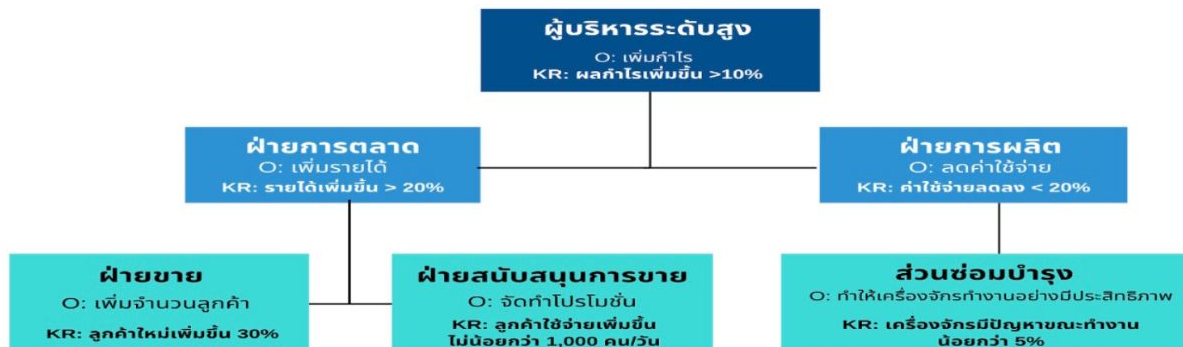 ผู้บริหารระดับสูง
O: เพิ่มกำไร
KR: ผลกำไรเพิ่มขึ้น >10%
ฝ่ายการตลาด
O: เพิ่มรายได้
KR: รายได้เพิ่มขึ้น > 20%
ฝ่ายการผลิต
O: ลดค่าใช้จ่าย
KR: ค่าใช้จ่ายลดลง < 20%
ฝ่ายขาย
O: เพิ่มจำนวนลูกค้า
KR: ลูกค้าใหม่เพิ่มขึ้น 30%
ฝ่ายสนับสนุนการขาย
O: จัดทำโปรโมชั่น
KR: ลูกค้าใช้จ่ายเพิ่มขึ้น
ไม่น้อยกว่า 1,000 คน/วัน
ส่วนซ่อมบำรุง
O: ทำให้เครื่องจักรทำงานอย่างมีประสิทธิภาพ
KR: เครื่องจักรมีปัญหาขณะทำงาน
น้อยกว่า 5%